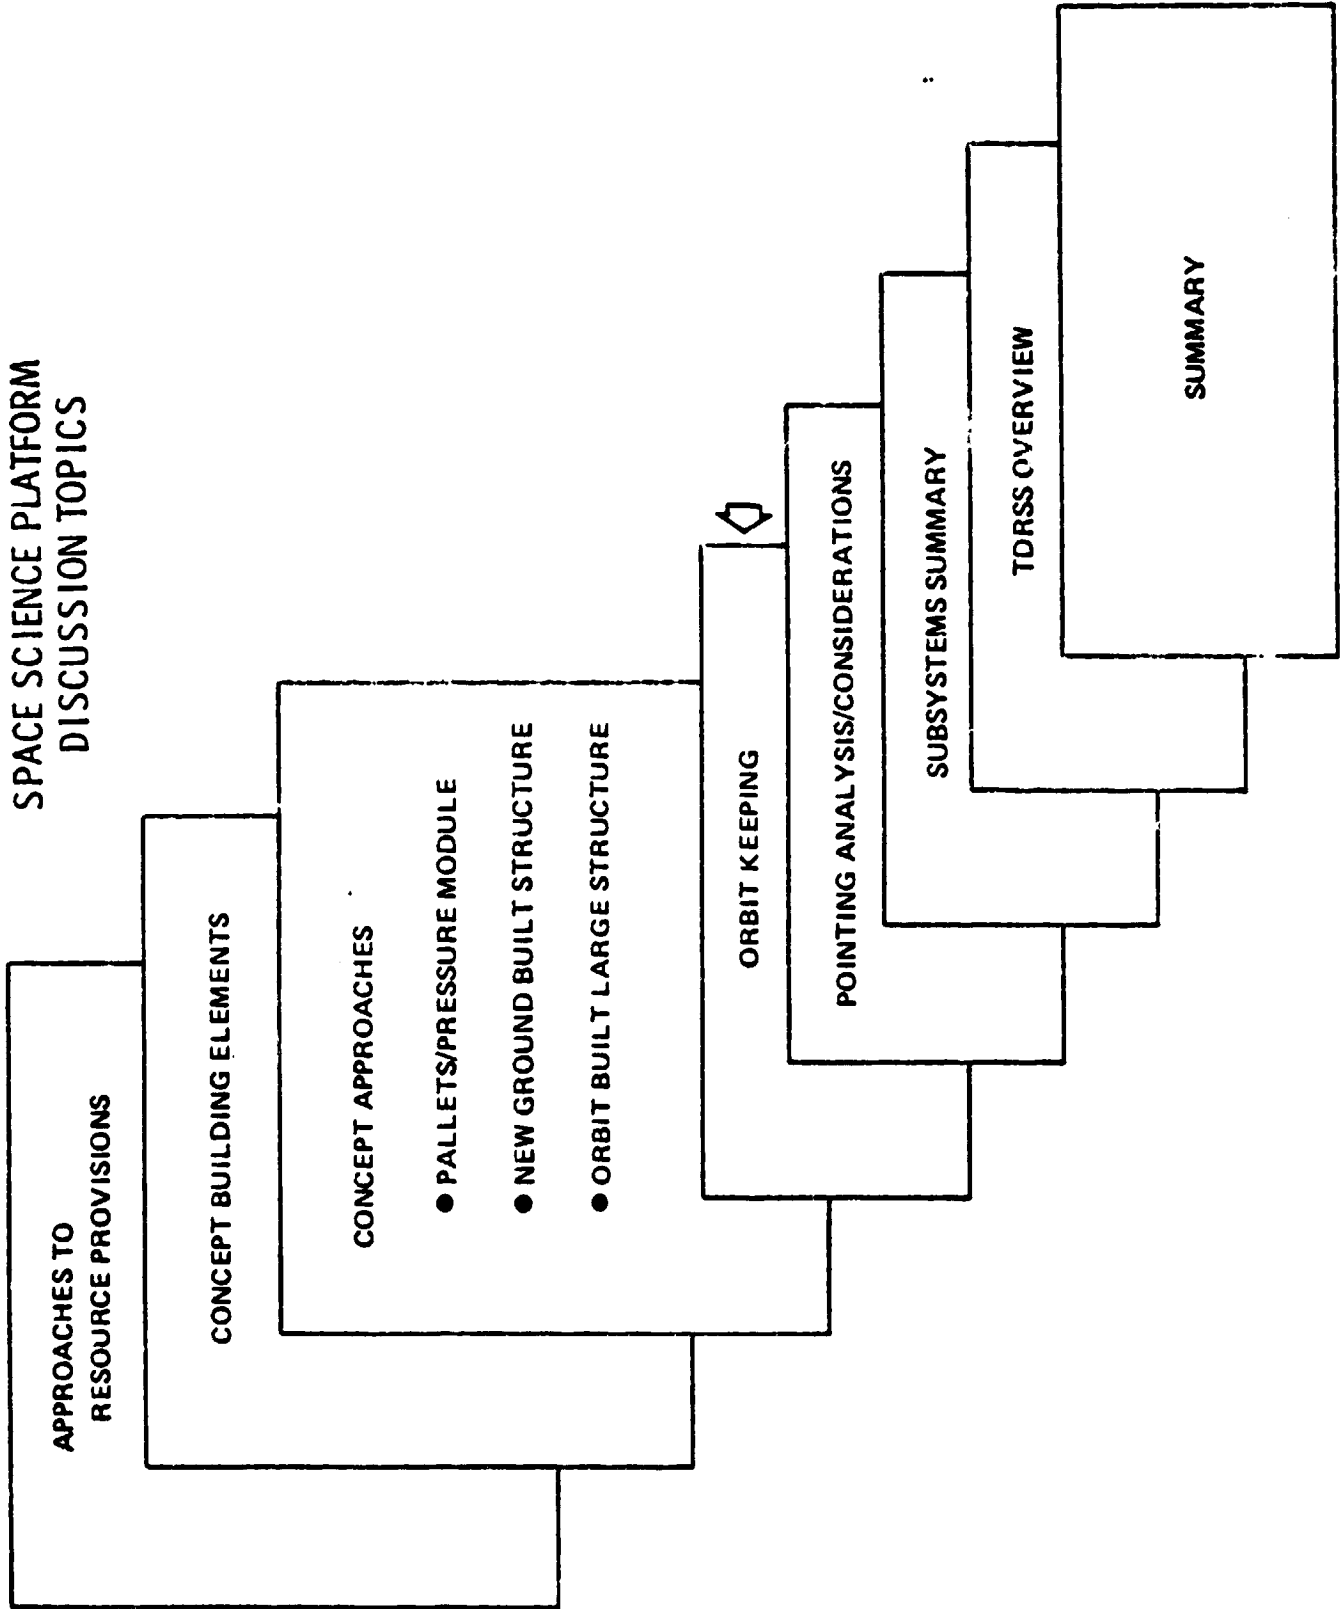 SPACE SCIENCE PLATFORM
DISCUSSION TOPICS
APPROACHES TO
RESOURCE PROVISIONS
CONCEPT BUILDING ELEMENTS
CONCEPT APPROACHES
● PALLETS/PRESSURE MODULE
● NEW GROUND BUILT STRUCTURE
● ORBIT BUILT LARGE STRUCTURE
ORBIT KEEPING
POINTING ANALYSIS/CONSIDERATIONS
SUBSYSTEMS SUMMARY
TDRSS OVERVIEW
SUMMARY